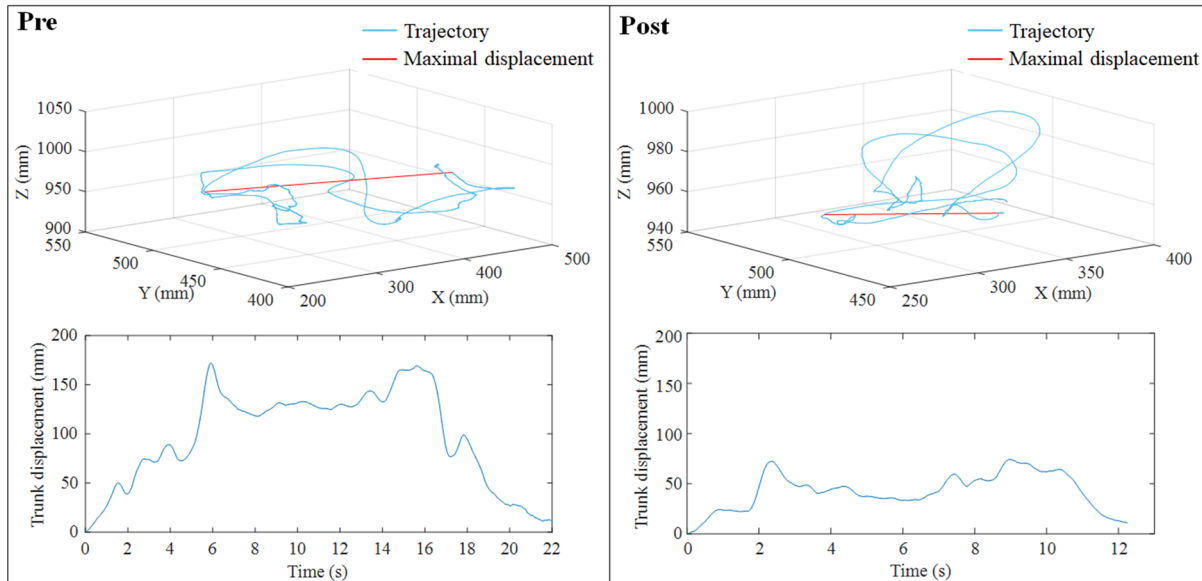 Pre
Trajectory
Maximal displacement
1050
1000
950
900
Z (mm)
550
500
450
400
Y (mm)
200
300
400
500
X (mm)
200
150
100
50
0
Trunk displacement (mm)
0 2 4 6 8 10 12 14 16 18 20 22
Time (s)
Post
Trajectory
Maximal displacement
1000
980
960
940
Z (mm)
550
500
450
Y (mm)
250
300
350
400
X (mm)
200
150
100
50
0
Trunk displacement (mm)
0 2 4 6 8 10 12
Time (s)